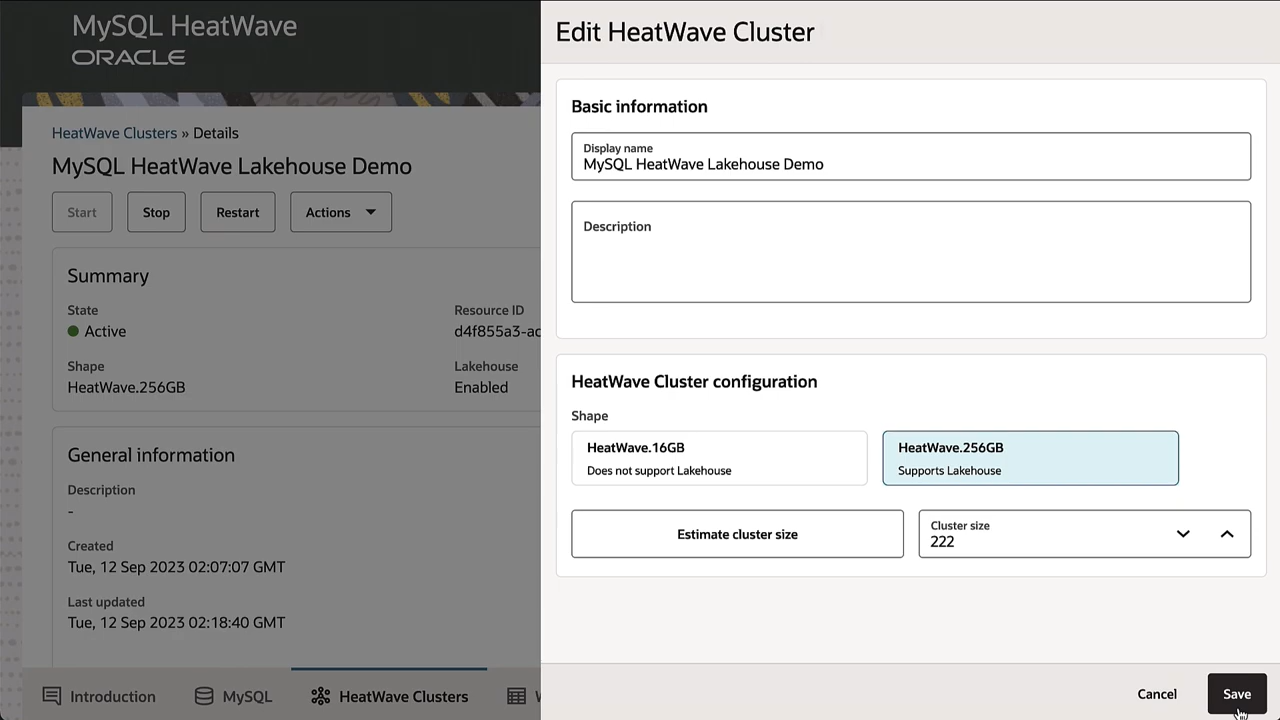 MySQL HeatWave
ORACLE
HeatWave Clusters » Details
MySQL HeatWave Lakehouse Demo
Start
Stop
Restart
Actions
Summary
State
Active
Resource ID
d4f855a3-ac
Shape
HeatWave.256GB
Lakehouse
Enabled
General information
Description
-
Created
Tue, 12 Sep 2023 02:07:07 GMT
Last updated
Tue, 12 Sep 2023 02:18:40 GMT
Introduction
MySQL
HeatWave Clusters
Edit HeatWave Cluster
Basic information
Display name
MySQL HeatWave Lakehouse Demo
Description
HeatWave Cluster configuration
Shape
HeatWave.16GB
Does not support Lakehouse
HeatWave.256GB
Supports Lakehouse
Estimate cluster size
Cluster size
222
Cancel
Save